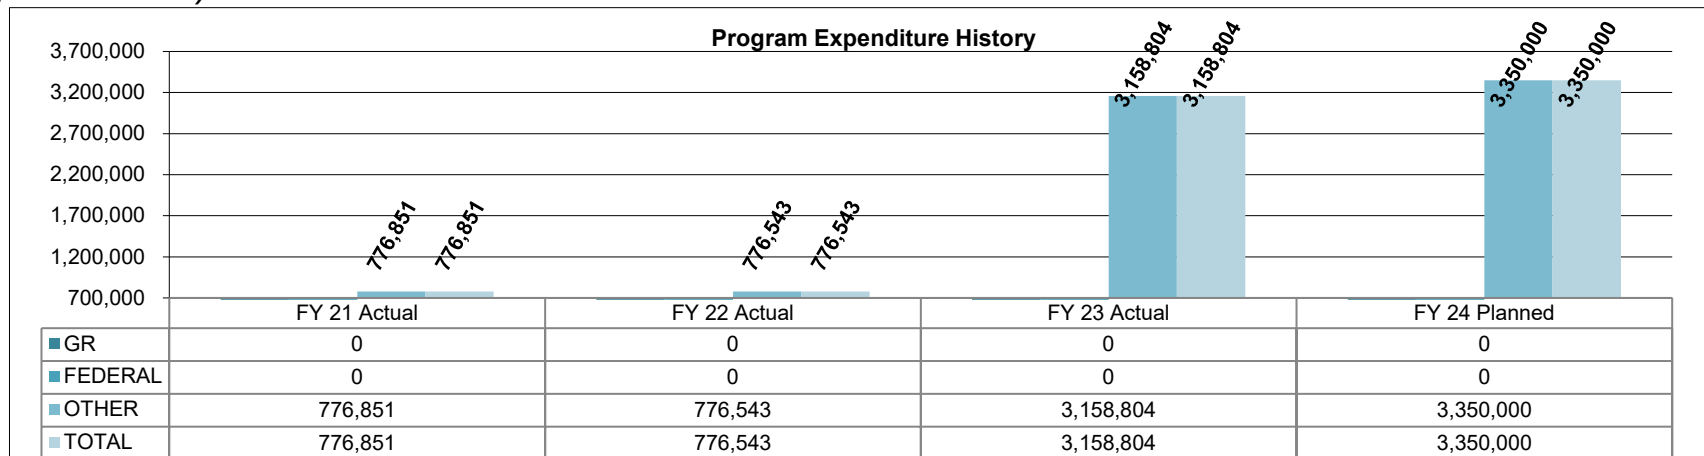 Program Expenditure History
3,700,000
3,200,000
2,700,000
2,200,000
1,700,000
1,200,000
700,000
776,851 776,851 776,543 776,543 3,158,804 3,158,804 3,350,000 3,350,000
FY 21 Actual FY 22 Actual FY 23 Actual FY 24 Planned
GR 0 0 0 0
FEDERAL 0 0 0 0
OTHER 776,851 776,543 3,158,804 3,350,000
TOTAL 776,851 776,543 3,158,804 3,350,000